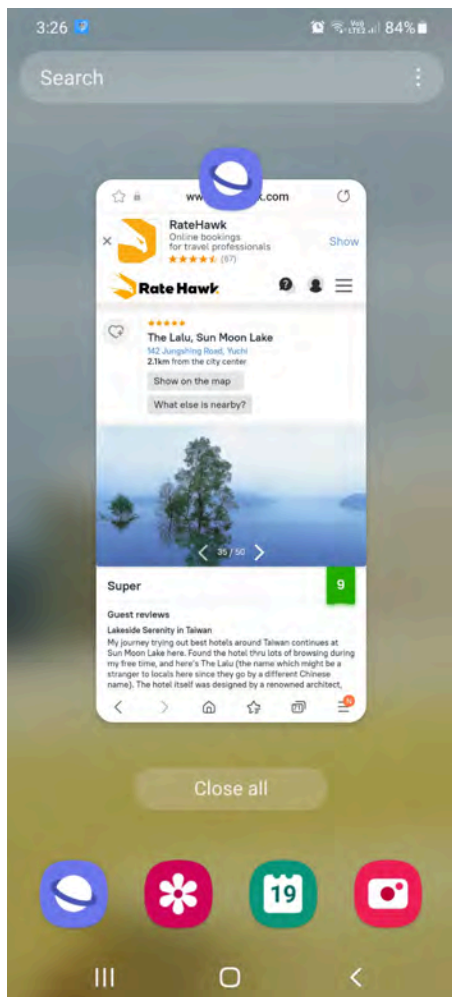 3:26
84%
Search
RateHawk
Online bookings
for travel professionals
(87)
Show
Rate Hawk
The Lalu, Sun Moon Lake
142 Jungshing Road, Yuchi
2.1km from the city center
Show on the map
What else is nearby?
35 / 50
Super
9
Guest reviews
Lakeside Serenity in Taiwan
My journey trying out best hotels around Taiwan continues at
Sun Moon Lake here. Found the hotel thru lots of browsing during
my free time, and here's The Lalu (the name which might be a
stranger to locals here since they go by a different Chinese
name). The hotel itself was designed by a renowned architect,
Close all
19